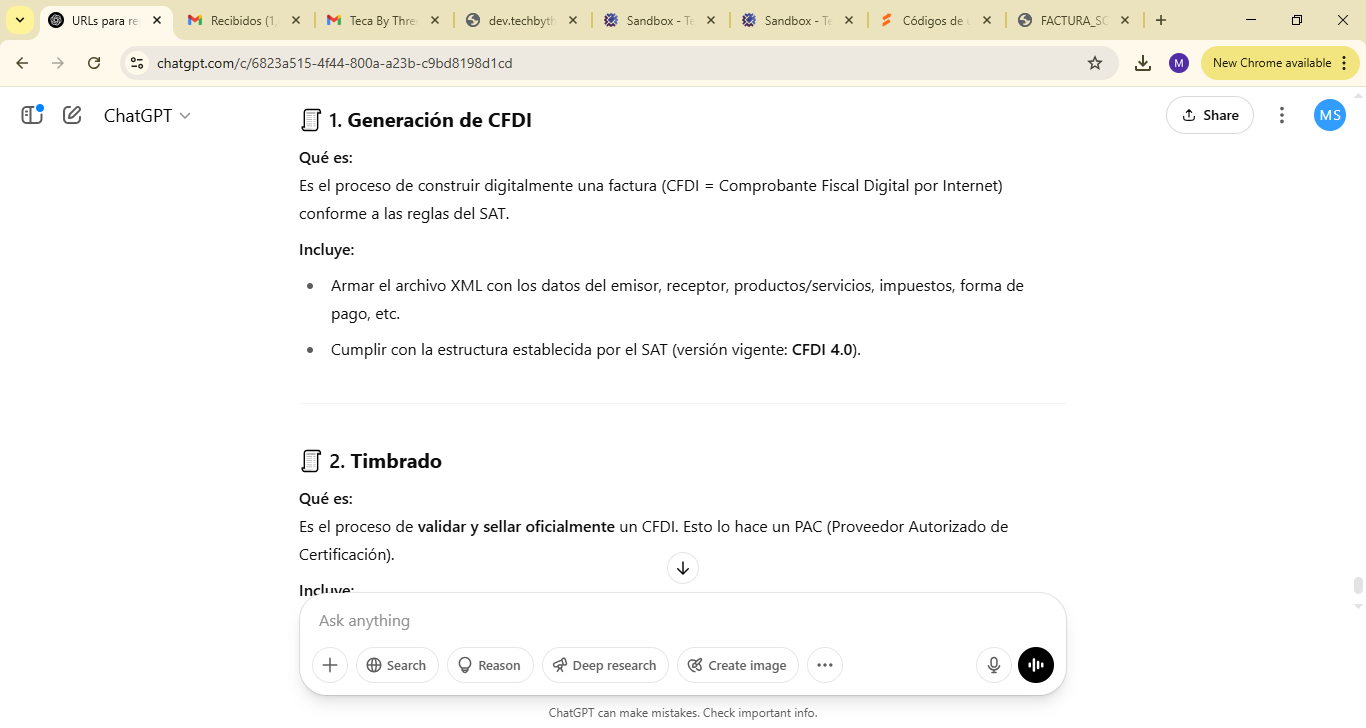 URLs para re
Recibidos (1,
Teca By Thre
dev.techbyth
Sandbox - Te
Sandbox - Te
Códigos de u
FACTURA_SC
chatgpt.com/c/6823a515-4f44-800a-a23b-c9bd8198d1cd
M
New Chrome available
ChatGPT
Share
MS
1. Generación de CFDI
Qué es:
Es el proceso de construir digitalmente una factura (CFDI = Comprobante Fiscal Digital por Internet)
conforme a las reglas del SAT.
Incluye:
• Armar el archivo XML con los datos del emisor, receptor, productos/servicios, impuestos, forma de
pago, etc.
• Cumplir con la estructura establecida por el SAT (versión vigente: CFDI 4.0).
2. Timbrado
Qué es:
Es el proceso de validar y sellar oficialmente un CFDI. Esto lo hace un PAC (Proveedor Autorizado de
Certificación).
Incluye:
Ask anything
Search
Reason
Deep research
Create image
ChatGPT can make mistakes. Check important info.